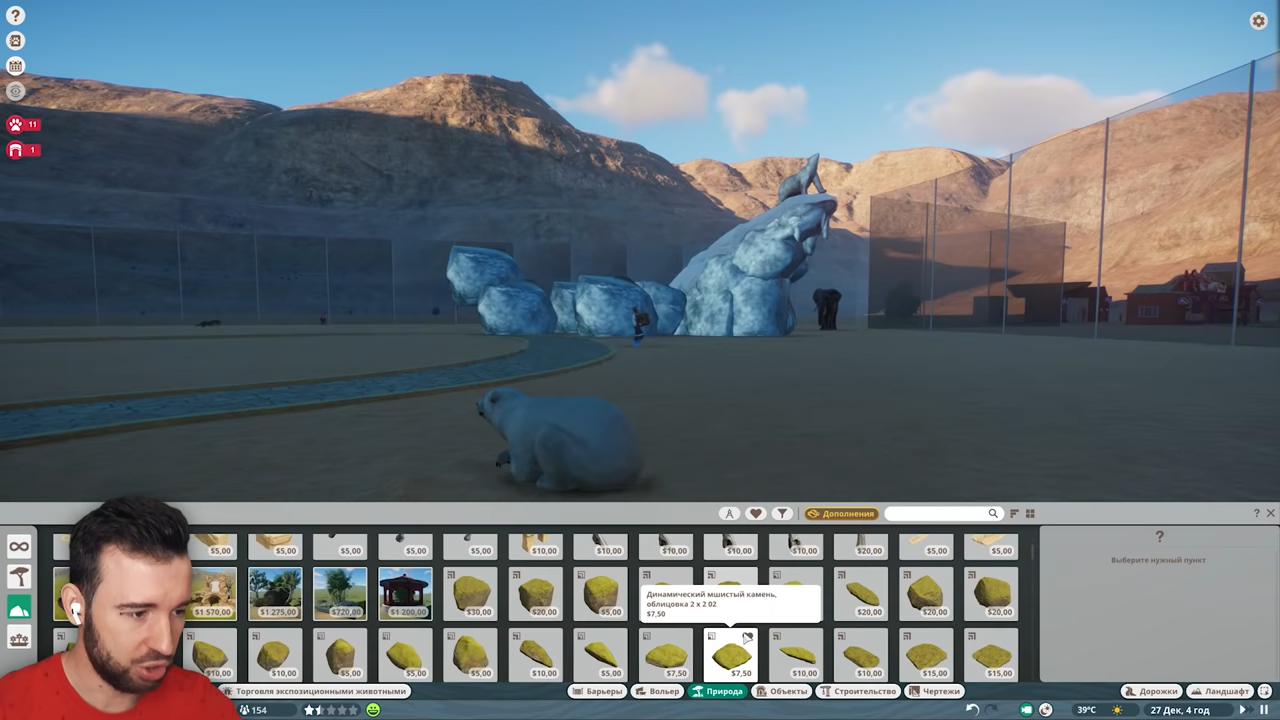 ?
11
1
Дополнения
? ×
$5,00 $5,00 $5,00 $5,00 $5,00 $10,00 $10,00 $10,00 $10,00 $10,00 $20,00 $5,00 $5,00
?
Выберите нужный пункт
$1 570,00 $1 275,00 $720,00 $1 200,00 $30,00 $20,00 $5,00 $20,00 $20,00 $20,00
Динамический мшистый камень,
облицовка 2 x 2 02
$7,50
$10,00 $10,00 $5,00 $5,00 $5,00 $10,00 $5,00 $7,50 $7,50 $10,00 $10,00 $15,00 $15,00
Торговля экспозиционными животными Барьеры Вольер Природа Объекты Строительство Чертежи Дорожки Ландшафт
154 39°C 27 Дек, 4 год